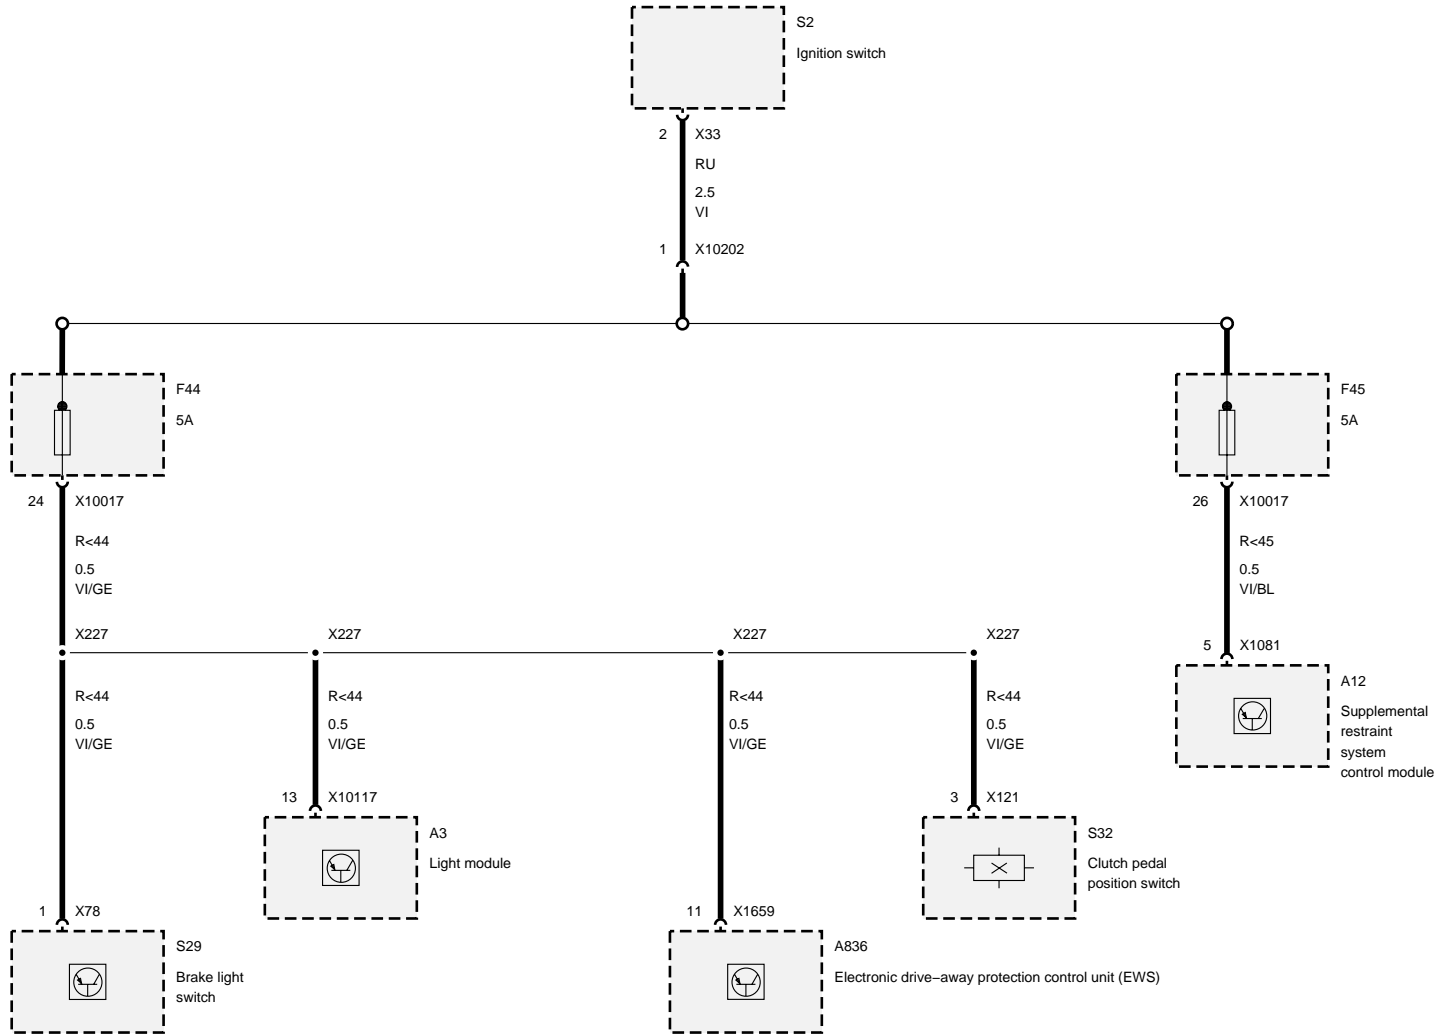 S2
Ignition switch
2 X33
RU
2.5
VI
1 X10202
F44
5A
F45
5A
24 X10017
26 X10017
R<44
0.5
VI/GE
R<45
0.5
VI/BL
X227 X227 X227 X227
5 X1081
R<44 R<44 R<44 R<44
0.5 0.5 0.5 0.5
VI/GE VI/GE VI/GE VI/GE
A12
Supplemental
restraint
system
control module
13 X10117
3 X121
A3
Light module
S32
Clutch pedal
position switch
1 X78
11 X1659
S29
Brake light
switch
A836
Electronic drive−away protection control unit (EWS)